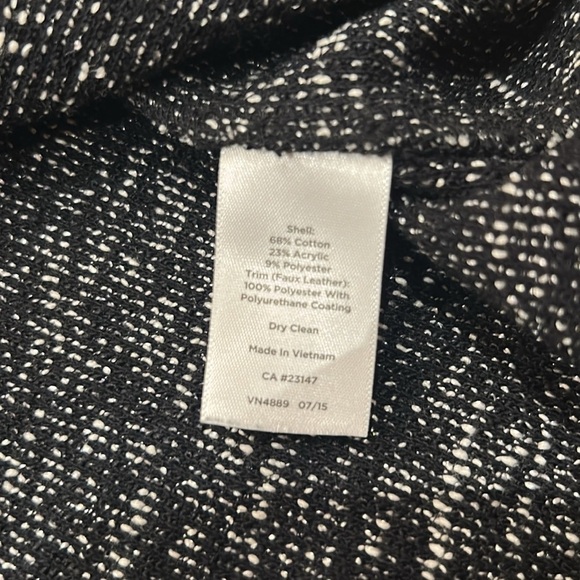 Shell:
68% Cotton
23% Acrylic
9% Polyester
Trim (Faux Leather):
100% Polyester With
Polyurethane Coating
Dry Clean
Made in Vietnam
CA #23147
VN4889 07/15